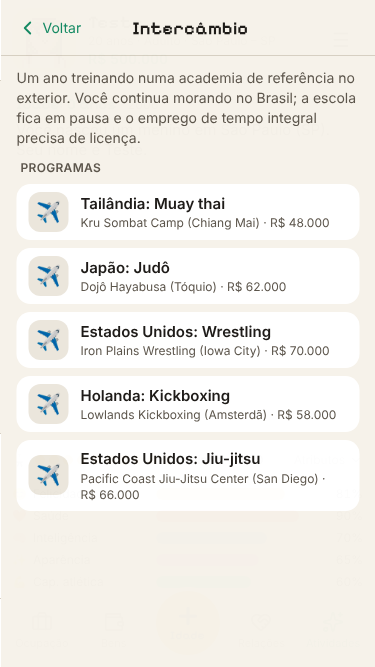 Voltar
Intercâmbio
Um ano treinando numa academia de referência no
exterior. Você continua morando no Brasil; a escola
fica em pausa e o emprego de tempo integral
precisa de licença.
PROGRAMAS
Tailândia: Muay thai
Kru Sombat Camp (Chiang Mai) · R$ 48.000
Japão: Judô
Dojô Hayabusa (Tóquio) · R$ 62.000
Estados Unidos: Wrestling
Iron Plains Wrestling (Iowa City) · R$ 70.000
Holanda: Kickboxing
Lowlands Kickboxing (Amsterdã) · R$ 58.000
Estados Unidos: Jiu-jitsu
Pacific Coast Jiu-Jitsu Center (San Diego) ·
R$ 66.000